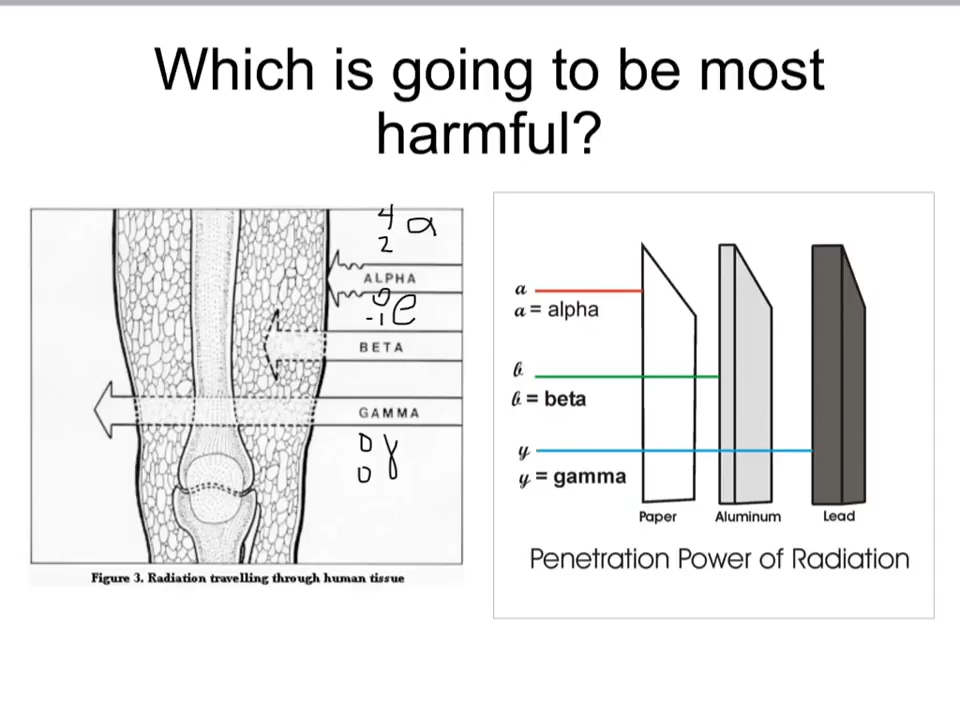 Which is going to be most
harmful?
4
2 α
ALPHA
0
-1 e
BETA
GAMMA
0
0 γ
Figure 3. Radiation travelling through human tissue
a
a = alpha
b
b = beta
y
y = gamma
Paper Aluminum Lead
Penetration Power of Radiation